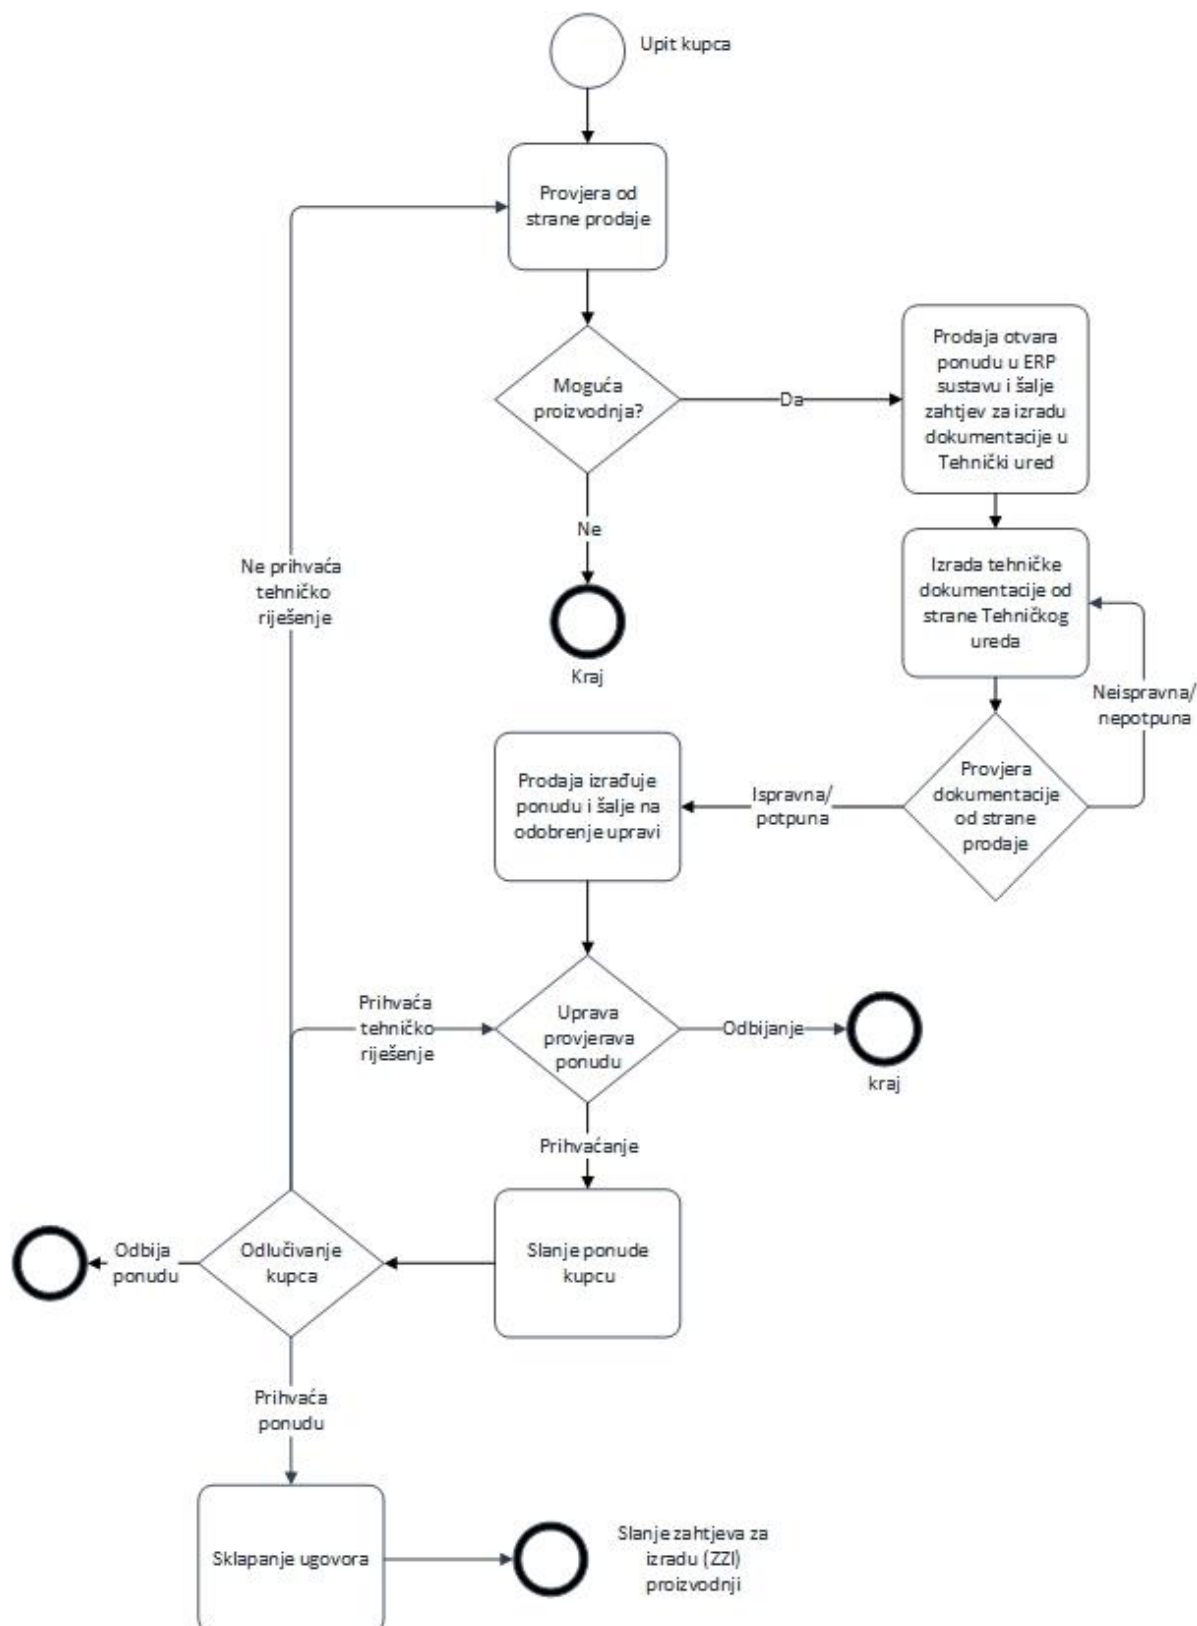 Upit kupca
Provjera od
strane prodaje
Moguća
proizvodnja?
Da
Prodaja otvara
ponudu u ERP
sustavu i šalje
zahtjev za izradu
dokumentacije u
Tehnički ured
Ne
Kraj
Izrada tehničke
dokumentacije od
strane Tehničkog
ureda
Neispravna/
nepotpuna
Provjera
dokumentacije
od strane
prodaje
Ispravna/
potpuna
Prodaja izrađuje
ponudu i šalje na
odobrenje upravi
Ne prihvaća
tehničko
riješenje
Prihvaća
tehničko
riješenje
Uprava
provjerava
ponudu
Odbijanje
kraj
Prihvaćanje
Slanje ponude
kupcu
Odlučivanje
kupca
Odbija
ponudu
Prihvaća
ponudu
Sklapanje ugovora
Slanje zahtjeva za
izradu (ZZI)
proizvodnji